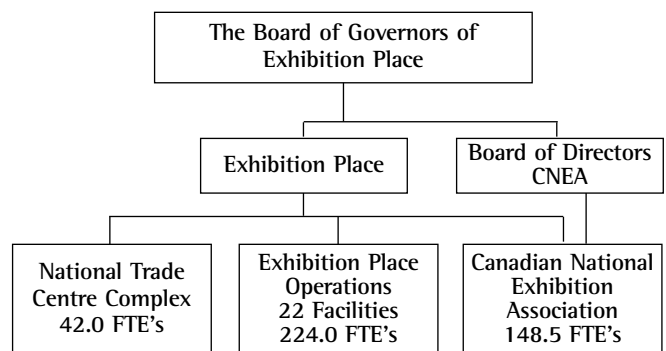 The Board of Governors of
Exhibition Place
Exhibition Place
Board of Directors
CNEA
National Trade
Centre Complex
42.0 FTE's
Exhibition Place
Operations
22 Facilities
224.0 FTE's
Canadian National
Exhibition
Association
148.5 FTE's